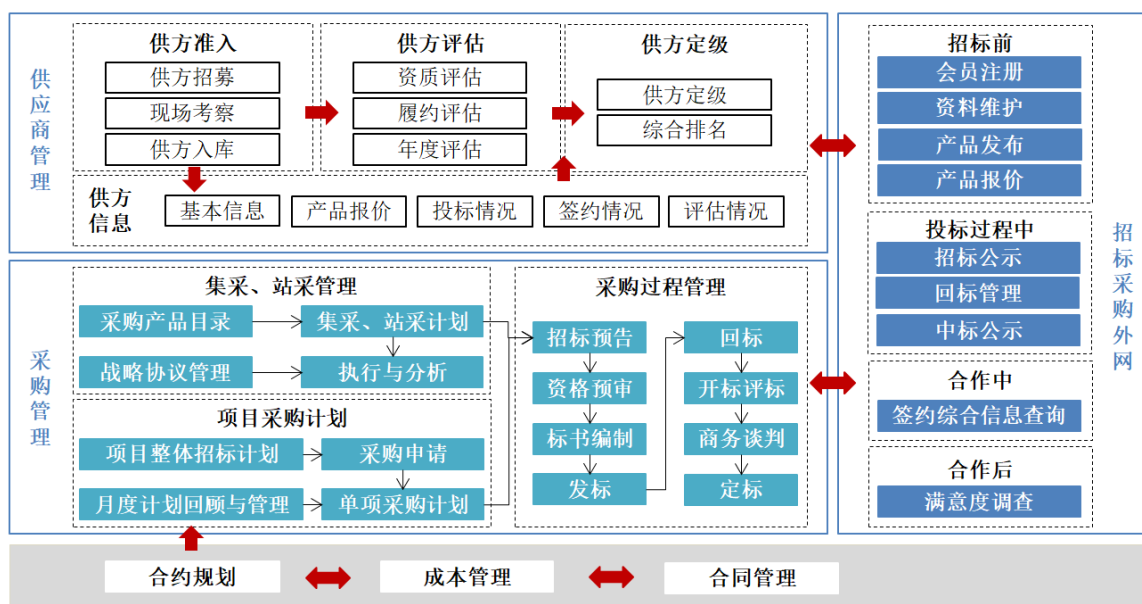 供应商管理
供方准入
供方招募
现场考察
供方入库
供方评估
资质评估
履约评估
年度评估
供方定级
供方定级
综合排名
供方
信息
基本信息
产品报价
投标情况
签约情况
评估情况
采购管理
集采、站采管理
采购产品目录
集采、站采计划
战略协议管理
执行与分析
项目采购计划
项目整体招标计划
采购申请
月度计划回顾与管理
单项采购计划
采购过程管理
招标预告
资格预审
标书编制
发标
回标
开标评标
商务谈判
定标
招标采购外网
招标前
会员注册
资料维护
产品发布
产品报价
投标过程中
招标公示
回标管理
中标公示
合作中
签约综合信息查询
合作后
满意度调查
合约规划
成本管理
合同管理